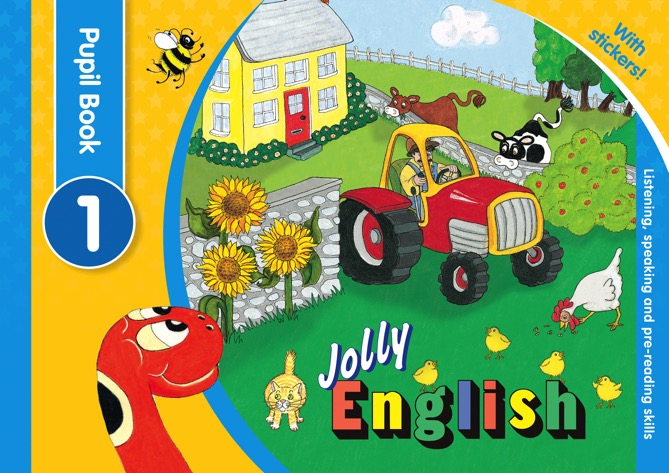 Pupil Book
1
With
stickers!
Listening, speaking and pre-reading skills
Jolly
English